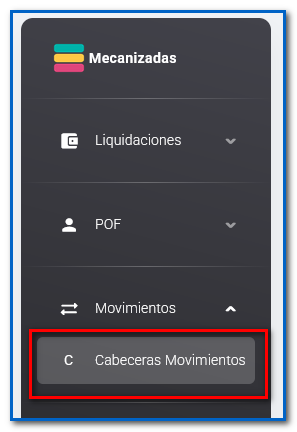 Mecanizadas
Liquidaciones
POF
Movimientos
C Cabeceras Movimientos